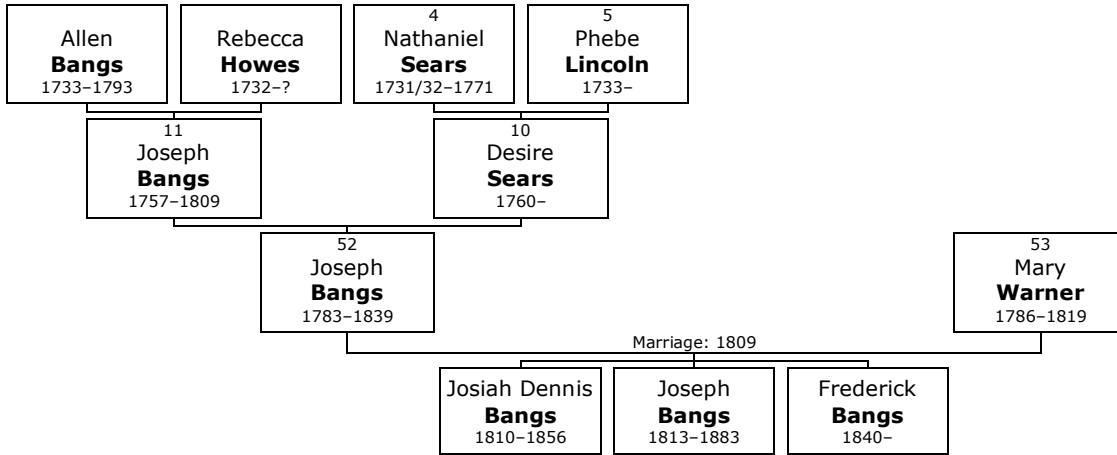 Allen
Bangs
1733–1793
Rebecca
Howes
1732–?
4
Nathaniel
Sears
1731/32–1771
5
Phebe
Lincoln
1733–
11
Joseph
Bangs
1757–1809
10
Desire
Sears
1760–
52
Joseph
Bangs
1783–1839
53
Mary
Warner
1786–1819
Marriage: 1809
Josiah Dennis
Bangs
1810–1856
Joseph
Bangs
1813–1883
Frederick
Bangs
1840–